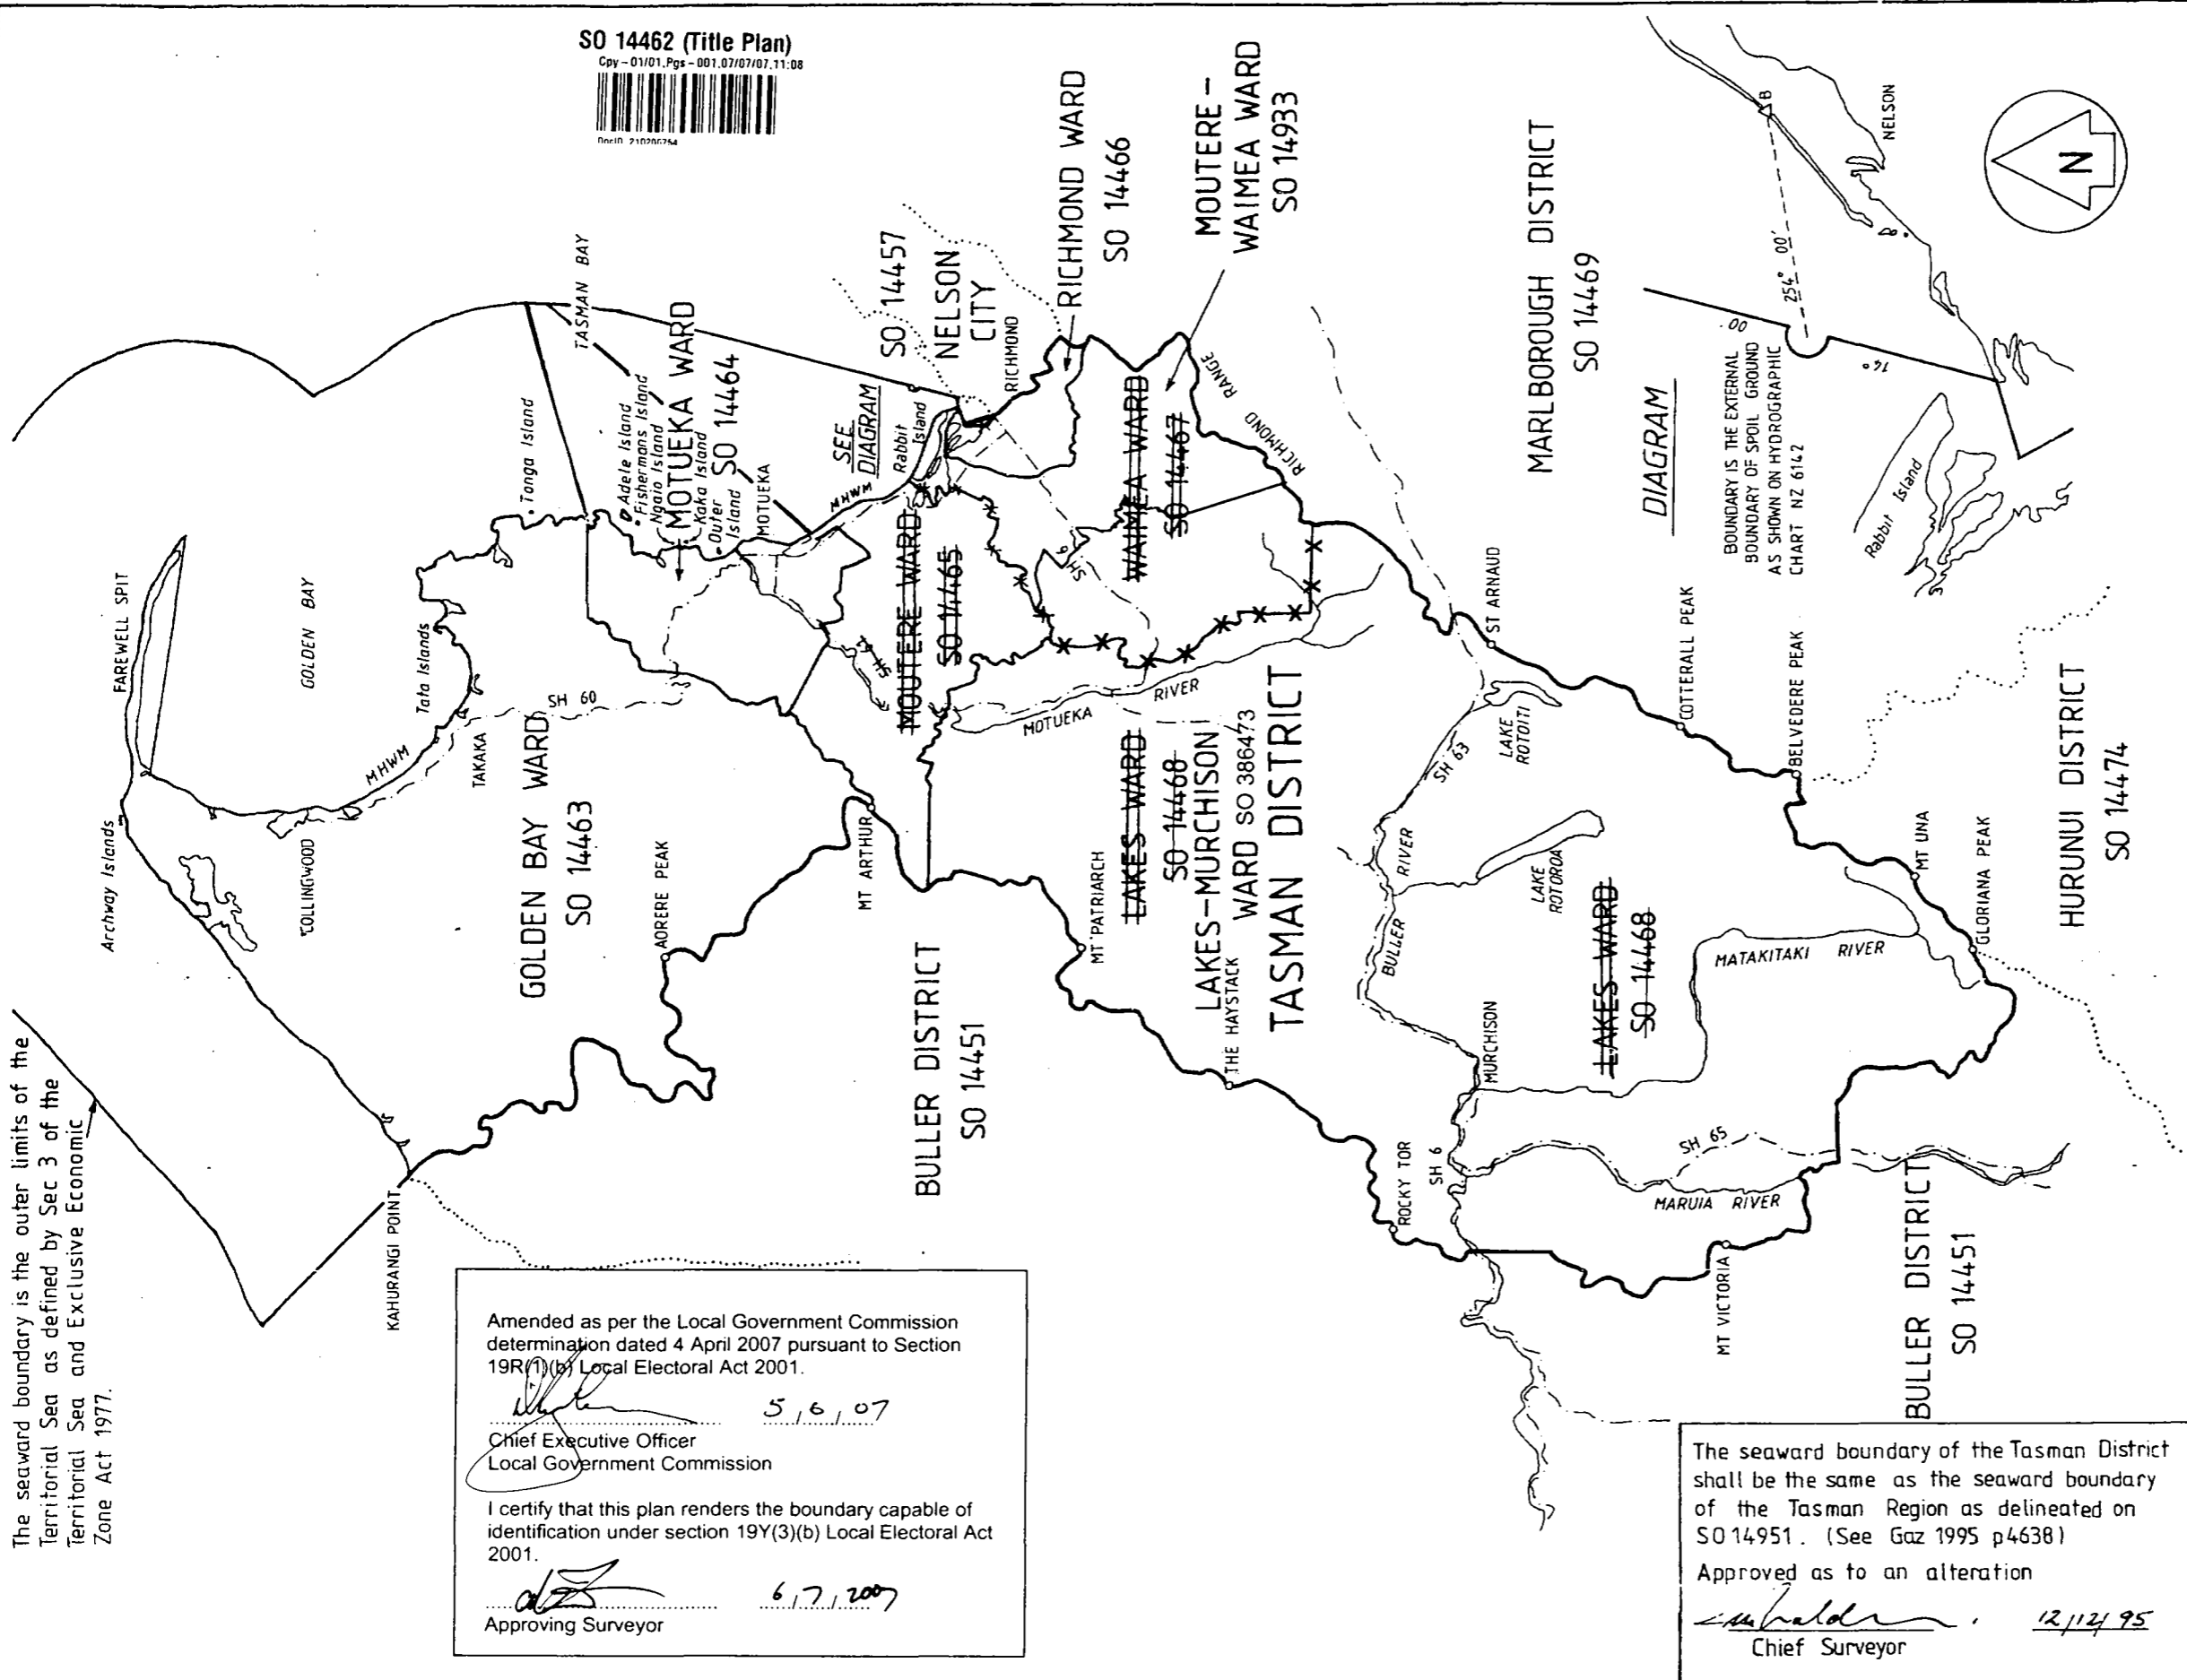 SO 14462 (Title Plan)
Cpy - 01/01,Pgs - 001,07/07/07,11:08
DocID 210206754
The seaward boundary is the outer limits of the
Territorial Sea as defined by Sec 3 of the
Territorial Sea and Exclusive Economic
Zone Act 1977.
FAREWELL SPIT
GOLDEN BAY
Archway Islands
COLLINGWOOD
MHWM
Tata Islands
TAKAKA
SH 60
GOLDEN BAY WARD
SO 14463
AORERE PEAK
KAHURANGI POINT
Tonga Island
TASMAN BAY
Adele Island
Fishermans Island
Ngaio Island
MOTUEKA WARD
Kaka Island
Outer
Island
SO 14464
MOTUEKA
SEE
DIAGRAM
Rabbit
Island
MHWM
SO 14457
NELSON
CITY
RICHMOND
RICHMOND WARD
SO 14466
MOUTERE -
WAIMEA WARD
SO 14933
MOUTERE WARD
SO 14465
WAIMEA WARD
SO 14467
RICHMOND RANGE
SH 6
MOTUEKA RIVER
MT ARTHUR
MT PATRIARCH
BULLER DISTRICT
SO 14451
LAKES WARD
SO 14468
LAKES-MURCHISON
WARD SO 386473
THE HAYSTACK
TASMAN DISTRICT
MARLBOROUGH DISTRICT
SO 14469
ST ARNAUD
SH 63
LAKE
ROTOITI
BULLER RIVER
LAKE
ROTOROA
LAKES WARD
SO 14468
COTTERALL PEAK
BELVEDERE PEAK
MT UNA
GLORIANA PEAK
MATAKITAKI RIVER
MURCHISON
SH 6
ROCKY TOR
SH 65
MARUIA RIVER
MT VICTORIA
BULLER DISTRICT
SO 14451
HURUNUI DISTRICT
SO 14474
DIAGRAM
BOUNDARY IS THE EXTERNAL
BOUNDARY OF SPOIL GROUND
AS SHOWN ON HYDROGRAPHIC
CHART NZ 6142
B
254° 00'
14° 00'
NELSON
Rabbit Island
N
Amended as per the Local Government Commission
determination dated 4 April 2007 pursuant to Section
19R(1)(b) Local Electoral Act 2001.
5/6/07
Chief Executive Officer
Local Government Commission
I certify that this plan renders the boundary capable of
identification under section 19Y(3)(b) Local Electoral Act
2001.
6/7/2007
Approving Surveyor
The seaward boundary of the Tasman District
shall be the same as the seaward boundary
of the Tasman Region as delineated on
SO 14951. (See Gaz 1995 p4638)
Approved as to an alteration
12/12/95
Chief Surveyor